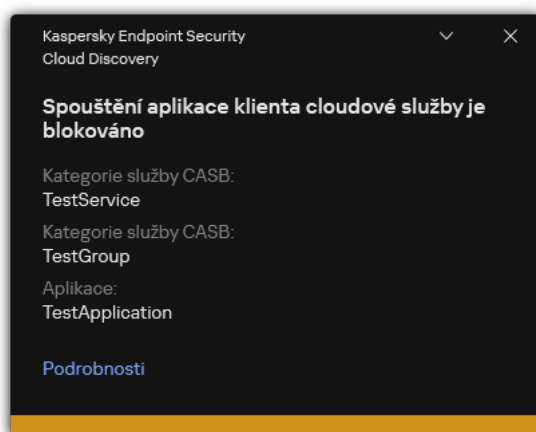 Kaspersky Endpoint Security
Cloud Discovery
Spouštění aplikace klienta cloudové služby je
blokováno
Kategorie služby CASB:
TestService
Kategorie služby CASB:
TestGroup
Aplikace:
TestApplication
Podrobnosti